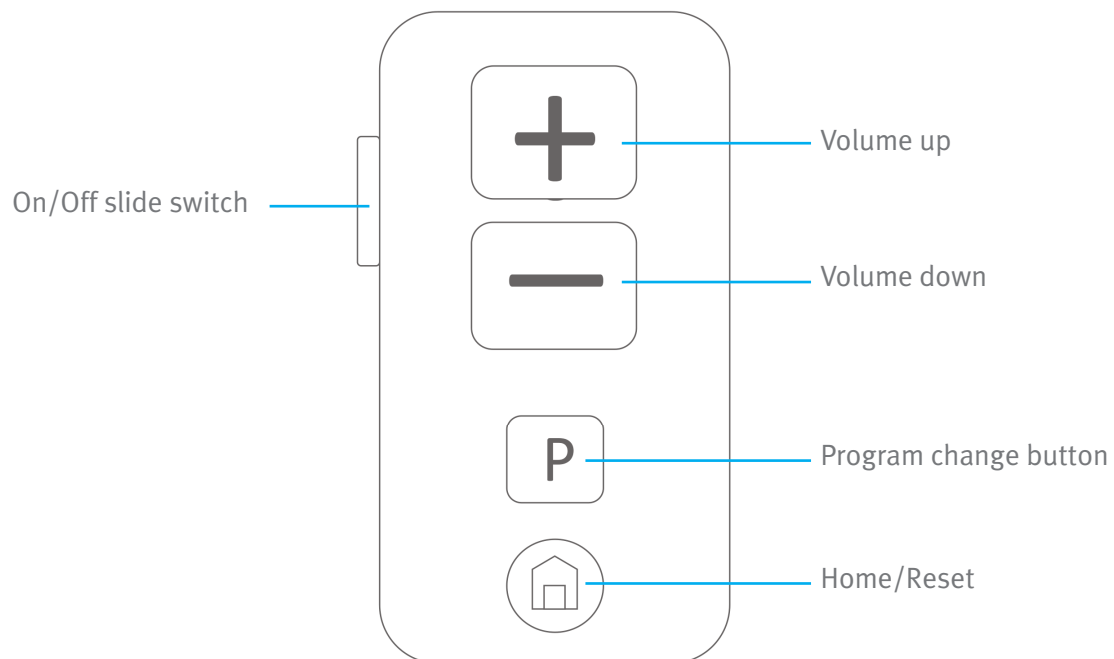 Volume up
On/Off slide switch
Volume down
P
Program change button
Home/Reset